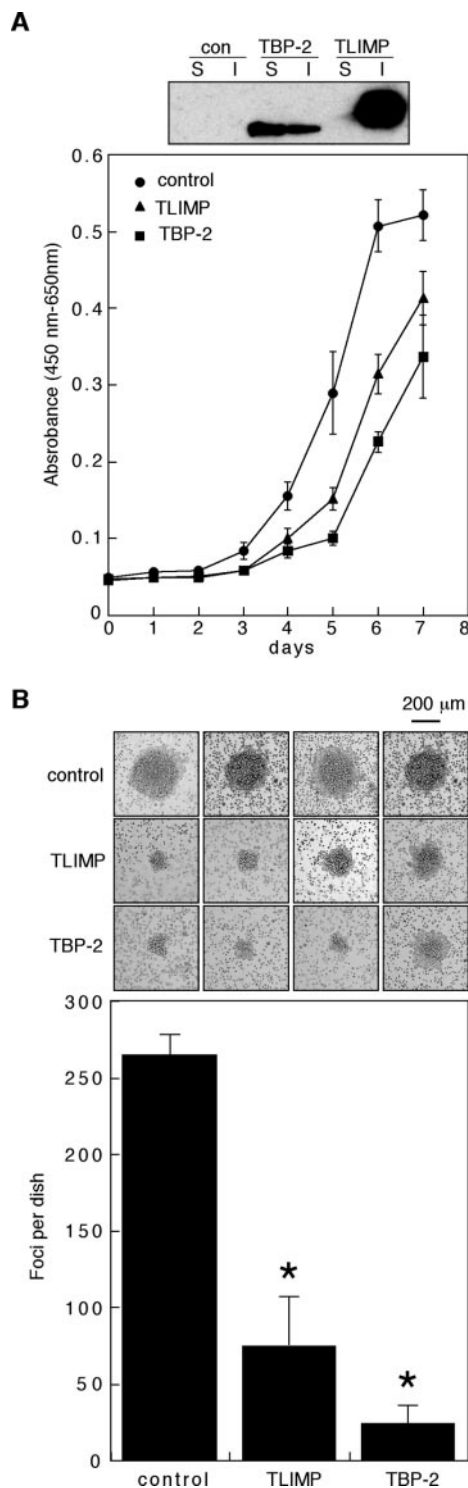 A
con TBP-2 TLIMP
S I S I S I
0.6
control
TLIMP
TBP-2
0.5
0.4
0.3
0.2
0.1
0
Absrobance (450 nm-650nm)
0 1 2 3 4 5 6 7 8
days
B
200 μm
control
TLIMP
TBP-2
300
250
200
150
100
50
0
Foci per dish
*
*
control TLIMP TBP-2